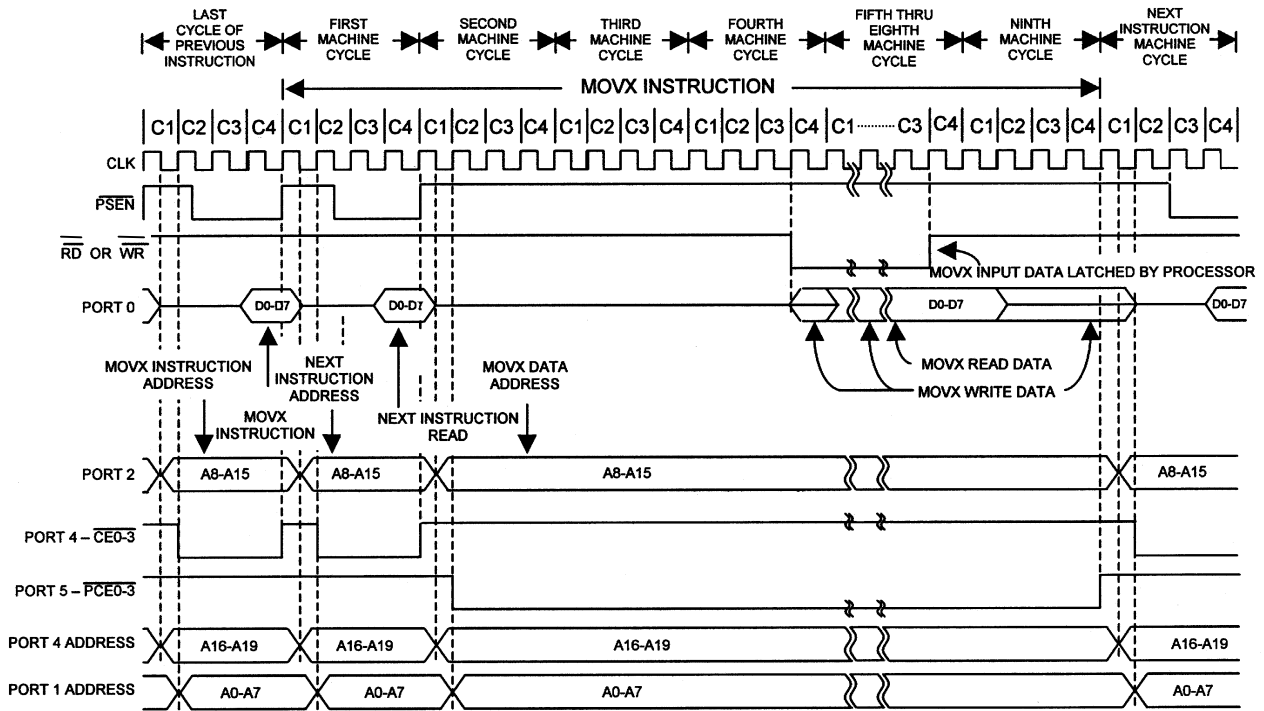 LAST
CYCLE OF
PREVIOUS
INSTRUCTION
FIRST
MACHINE
CYCLE
SECOND
MACHINE
CYCLE
THIRD
MACHINE
CYCLE
FOURTH
MACHINE
CYCLE
FIFTH THRU
EIGHTH
MACHINE
CYCLE
NINTH
MACHINE
CYCLE
NEXT
INSTRUCTION
MACHINE
CYCLE
MOVX INSTRUCTION
C1 C2 C3 C4 C1 C2 C3 C4 C1 C2 C3 C4 C1 C2 C3 C4 C1 C2 C3 C4 C1 ......... C3 C4 C1 C2 C3 C4 C1 C2 C3 C4
CLK
PSEN
RD OR WR
MOVX INPUT DATA LATCHED BY PROCESSOR
PORT 0
D0-D7
D0-D7
D0-D7
D0-D7
MOVX INSTRUCTION
ADDRESS
NEXT
INSTRUCTION
ADDRESS
MOVX DATA
ADDRESS
MOVX READ DATA
MOVX WRITE DATA
MOVX
INSTRUCTION
NEXT INSTRUCTION
READ
PORT 2
A8-A15
A8-A15
A8-A15
A8-A15
PORT 4 – CE0-3
PORT 5 – PCE0-3
PORT 4 ADDRESS
A16-A19
A16-A19
A16-A19
A16-A19
PORT 1 ADDRESS
A0-A7
A0-A7
A0-A7
A0-A7